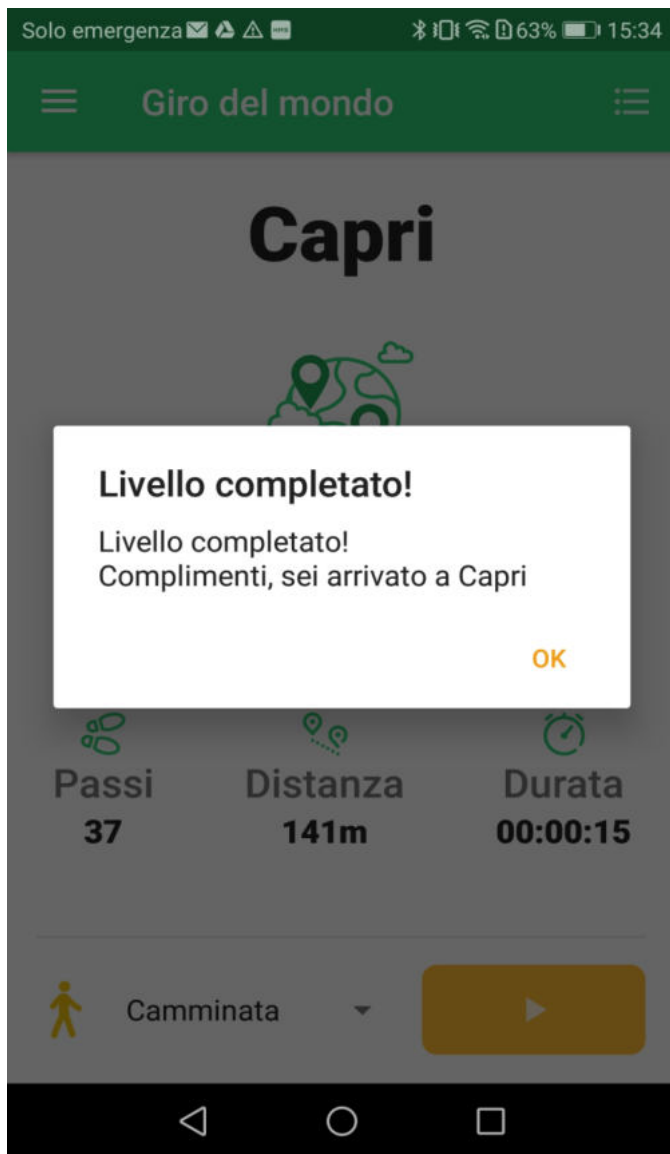 Solo emergenza 63% 15:34
Giro del mondo
Capri
Livello completato!
Livello completato!
Complimenti, sei arrivato a Capri
OK
Passi Distanza Durata
37 141m 00:00:15
Camminata